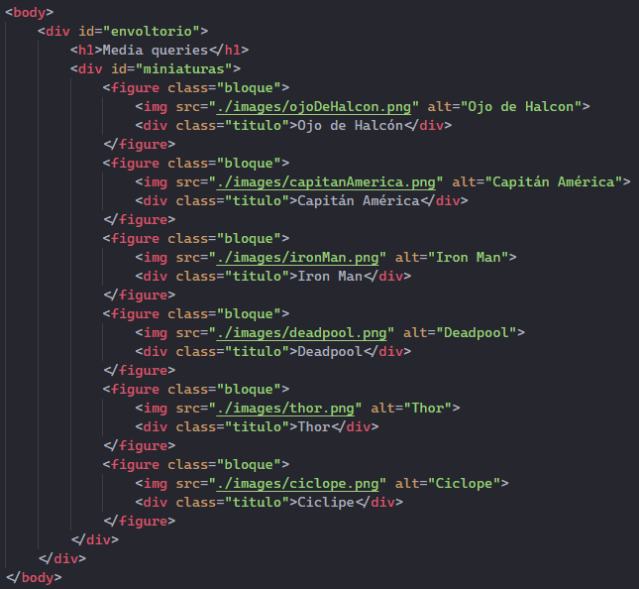 <body>
<div id="envoltorio">
<h1>Media queries</h1>
<div id="miniaturas">
<figure class="bloque">
<img src="./images/ojoDeHalcon.png" alt="Ojo de Halcon">
<div class="titulo">Ojo de Halcón</div>
</figure>
<figure class="bloque">
<img src="./images/capitanAmerica.png" alt="Capitán América">
<div class="titulo">Capitán América</div>
</figure>
<figure class="bloque">
<img src="./images/ironMan.png" alt="Iron Man">
<div class="titulo">Iron Man</div>
</figure>
<figure class="bloque">
<img src="./images/deadpool.png" alt="Deadpool">
<div class="titulo">Deadpool</div>
</figure>
<figure class="bloque">
<img src="./images/thor.png" alt="Thor">
<div class="titulo">Thor</div>
</figure>
<figure class="bloque">
<img src="./images/ciclope.png" alt="Ciclope">
<div class="titulo">Ciclipe</div>
</figure>
</div>
</div>
</body>